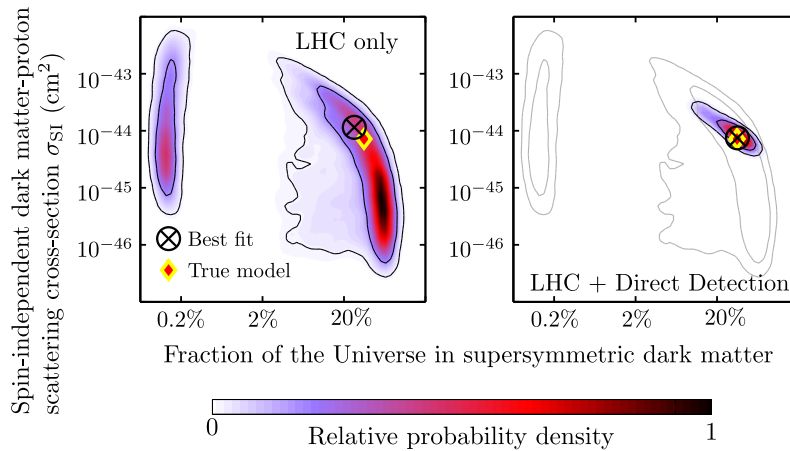 Spin-independent dark matter-proton
scattering cross-section σSI (cm²)
LHC only
10⁻⁴³
10⁻⁴⁴
10⁻⁴⁵
10⁻⁴⁶
Best fit
True model
0.2%
2%
20%
10⁻⁴³
10⁻⁴⁴
10⁻⁴⁵
10⁻⁴⁶
LHC + Direct Detection
0.2%
2%
20%
Fraction of the Universe in supersymmetric dark matter
0
1
Relative probability density